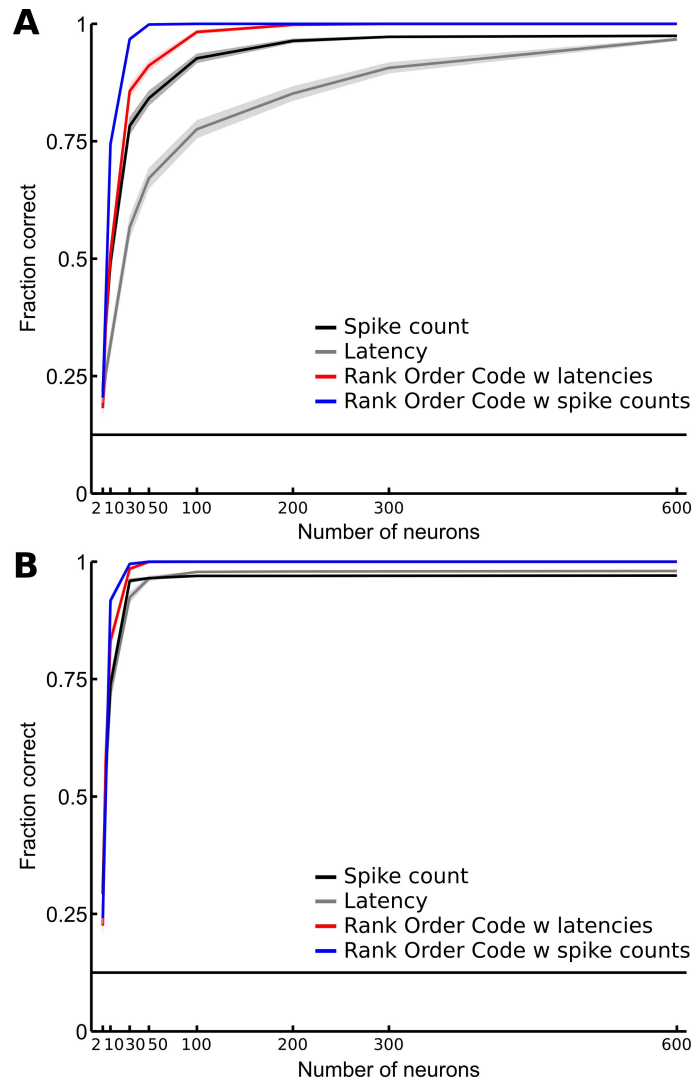 A
1
0.75
0.5
0.25
0
Fraction correct
Spike count
Latency
Rank Order Code w latencies
Rank Order Code w spike counts
2 10 30 50 100 200 300 600
Number of neurons
B
1
0.75
0.5
0.25
0
Fraction correct
Spike count
Latency
Rank Order Code w latencies
Rank Order Code w spike counts
2 10 30 50 100 200 300 600
Number of neurons